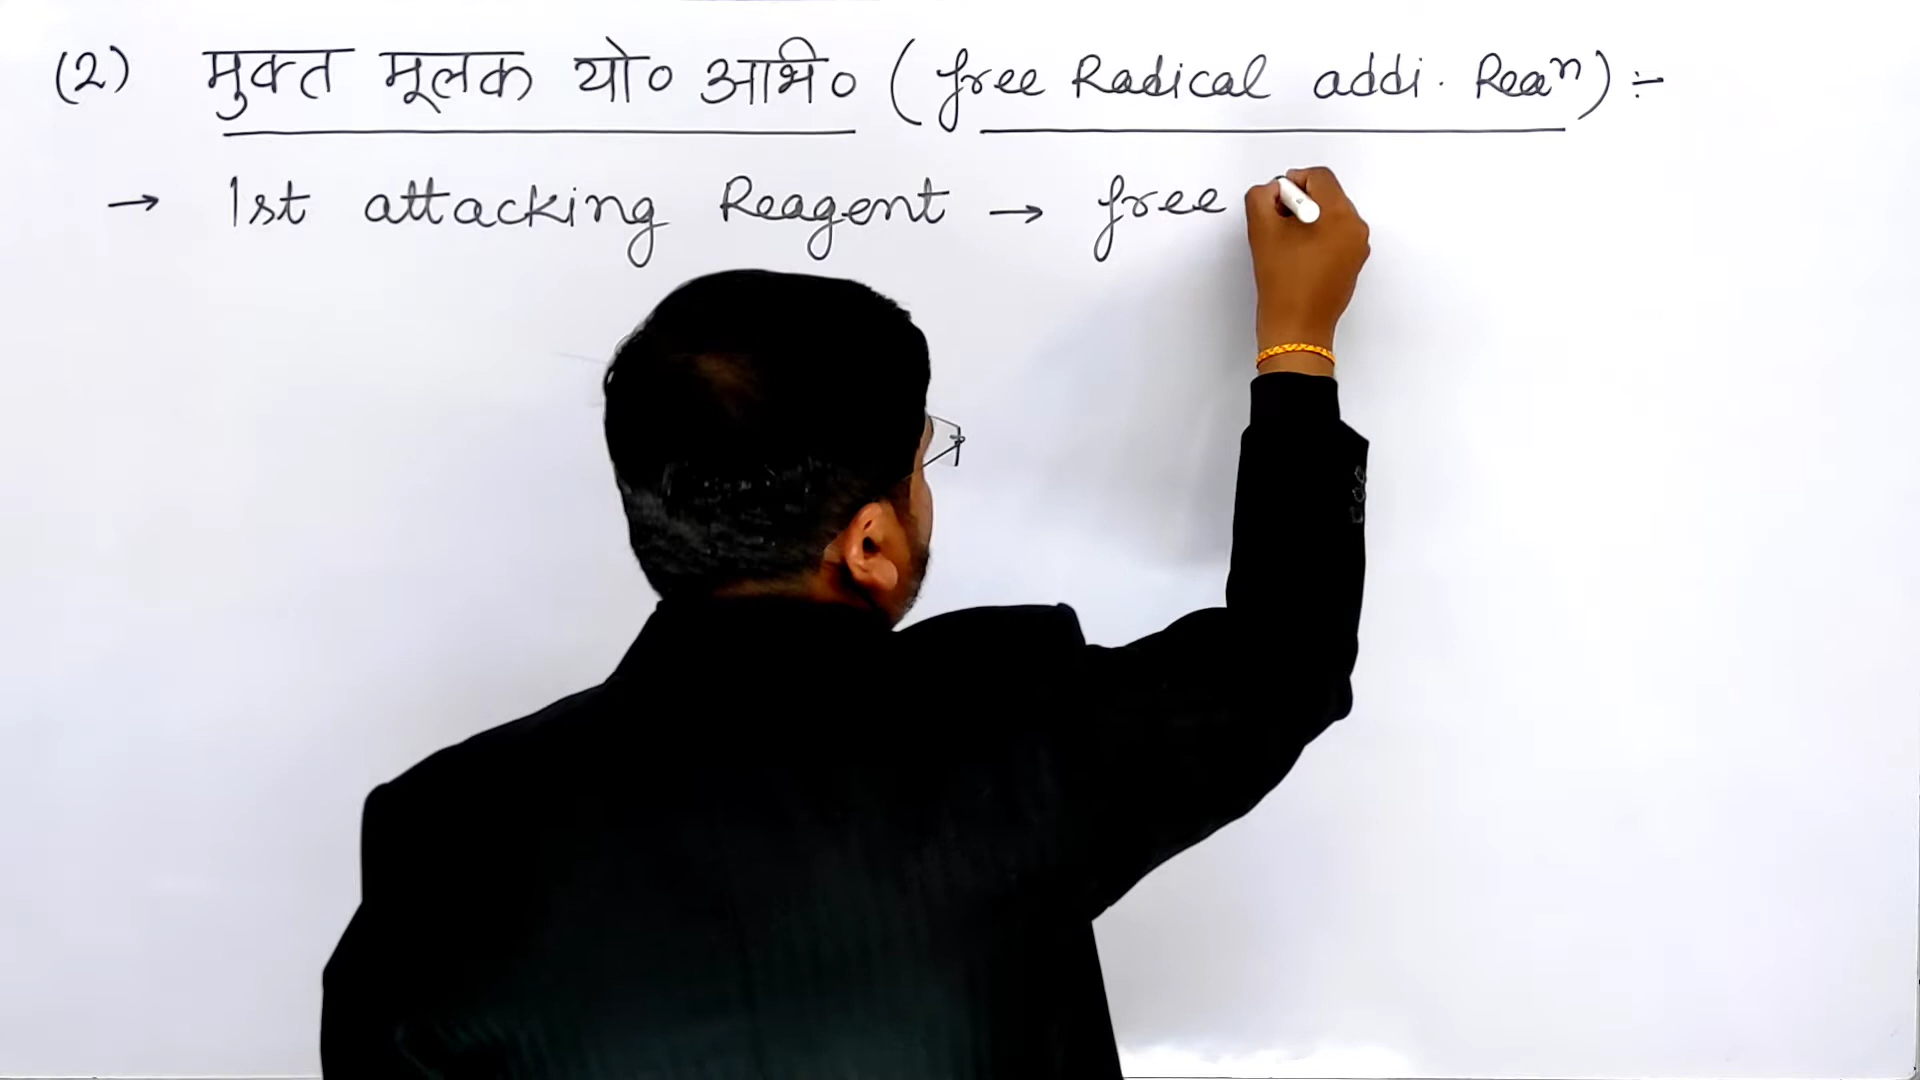 (2) मुक्त मूलक यो० अभि० (free Radical addi. Reaⁿ) :-
→ 1st attacking Reagent → free